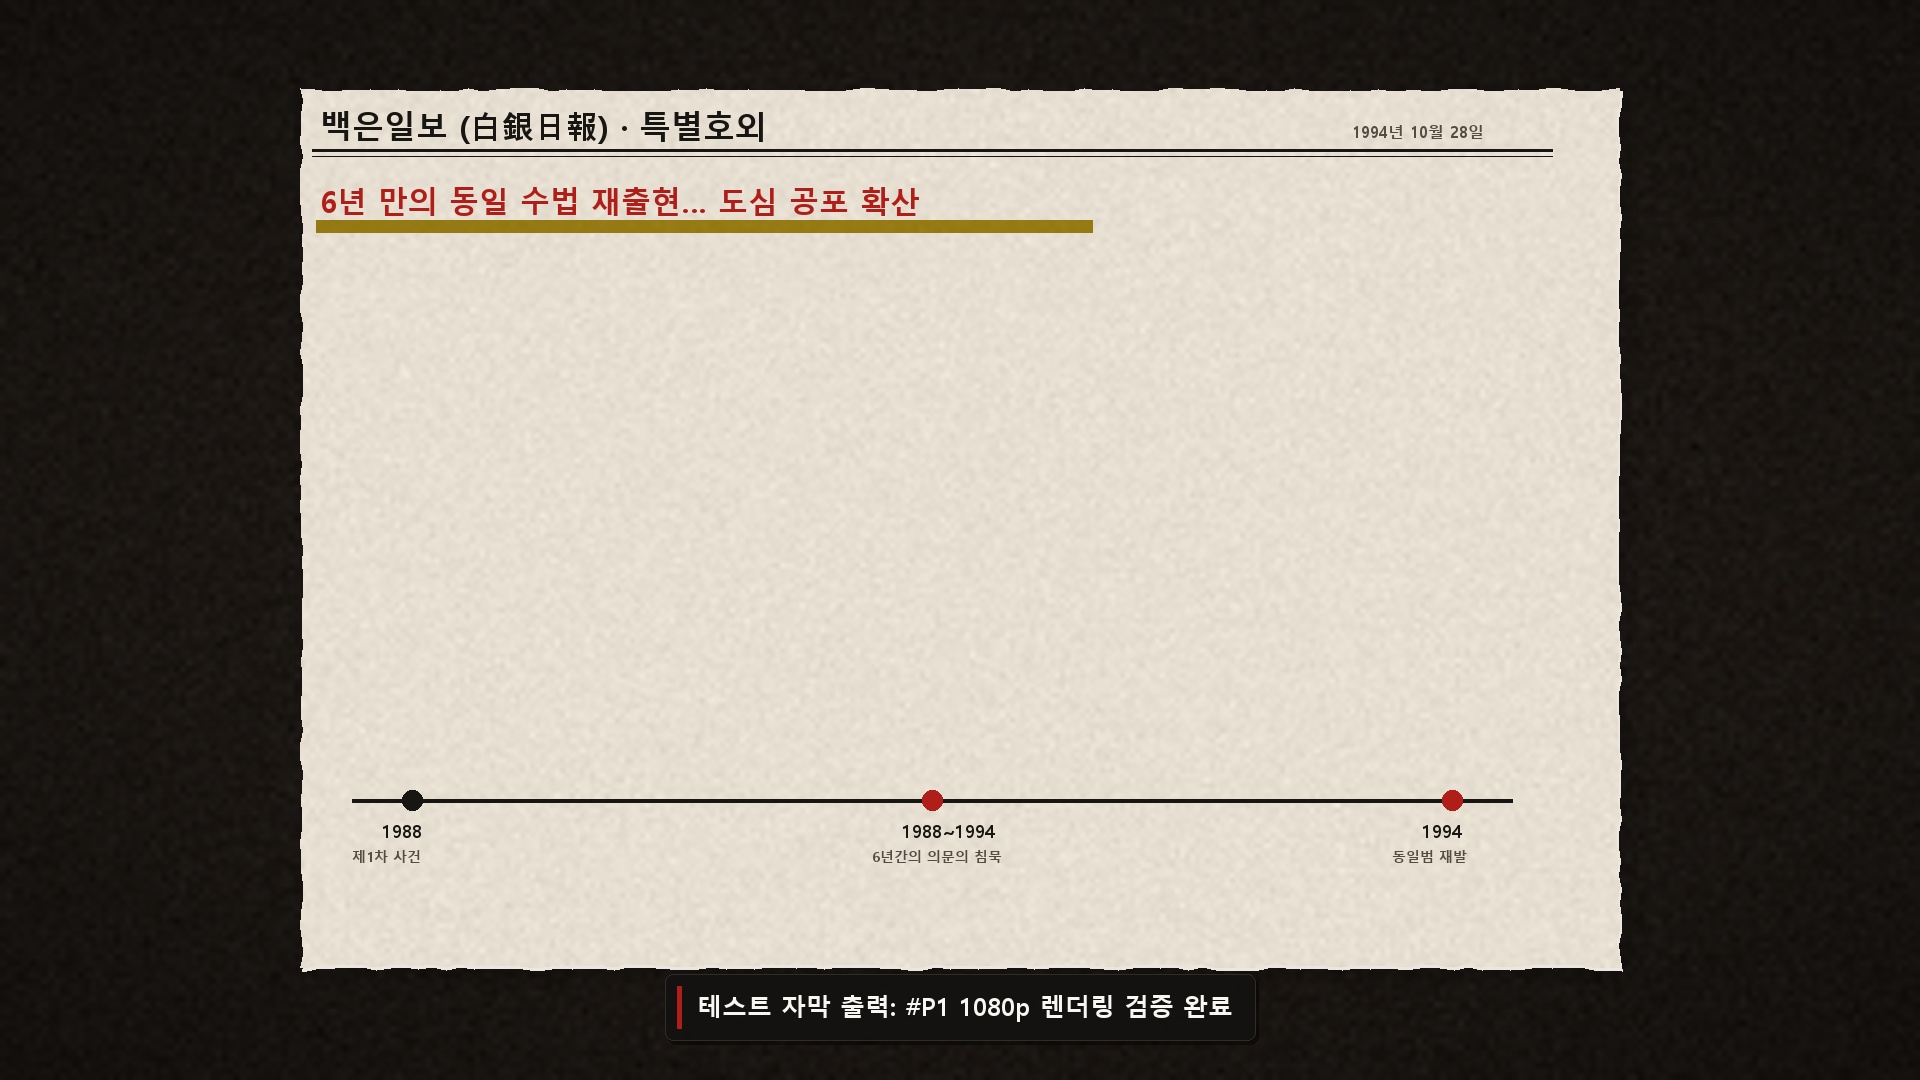 백은일보 (白銀日報) · 특별호외
1994년 10월 28일
6년 만의 동일 수법 재출현... 도심 공포 확산
1988
1988~1994
1994
제1차 사건
6년간의 의문의 침묵
동일범 재발
테스트 자막 출력: #P1 1080p 렌더링 검증 완료